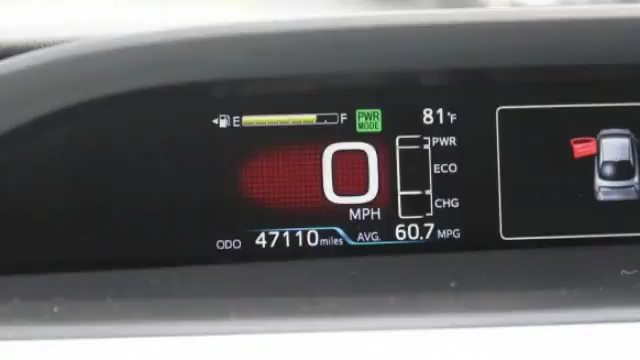 E F PWR MODE 81°F
PWR
0 ECO
MPH CHG
ODO 47110 miles AVG. 60.7 MPG